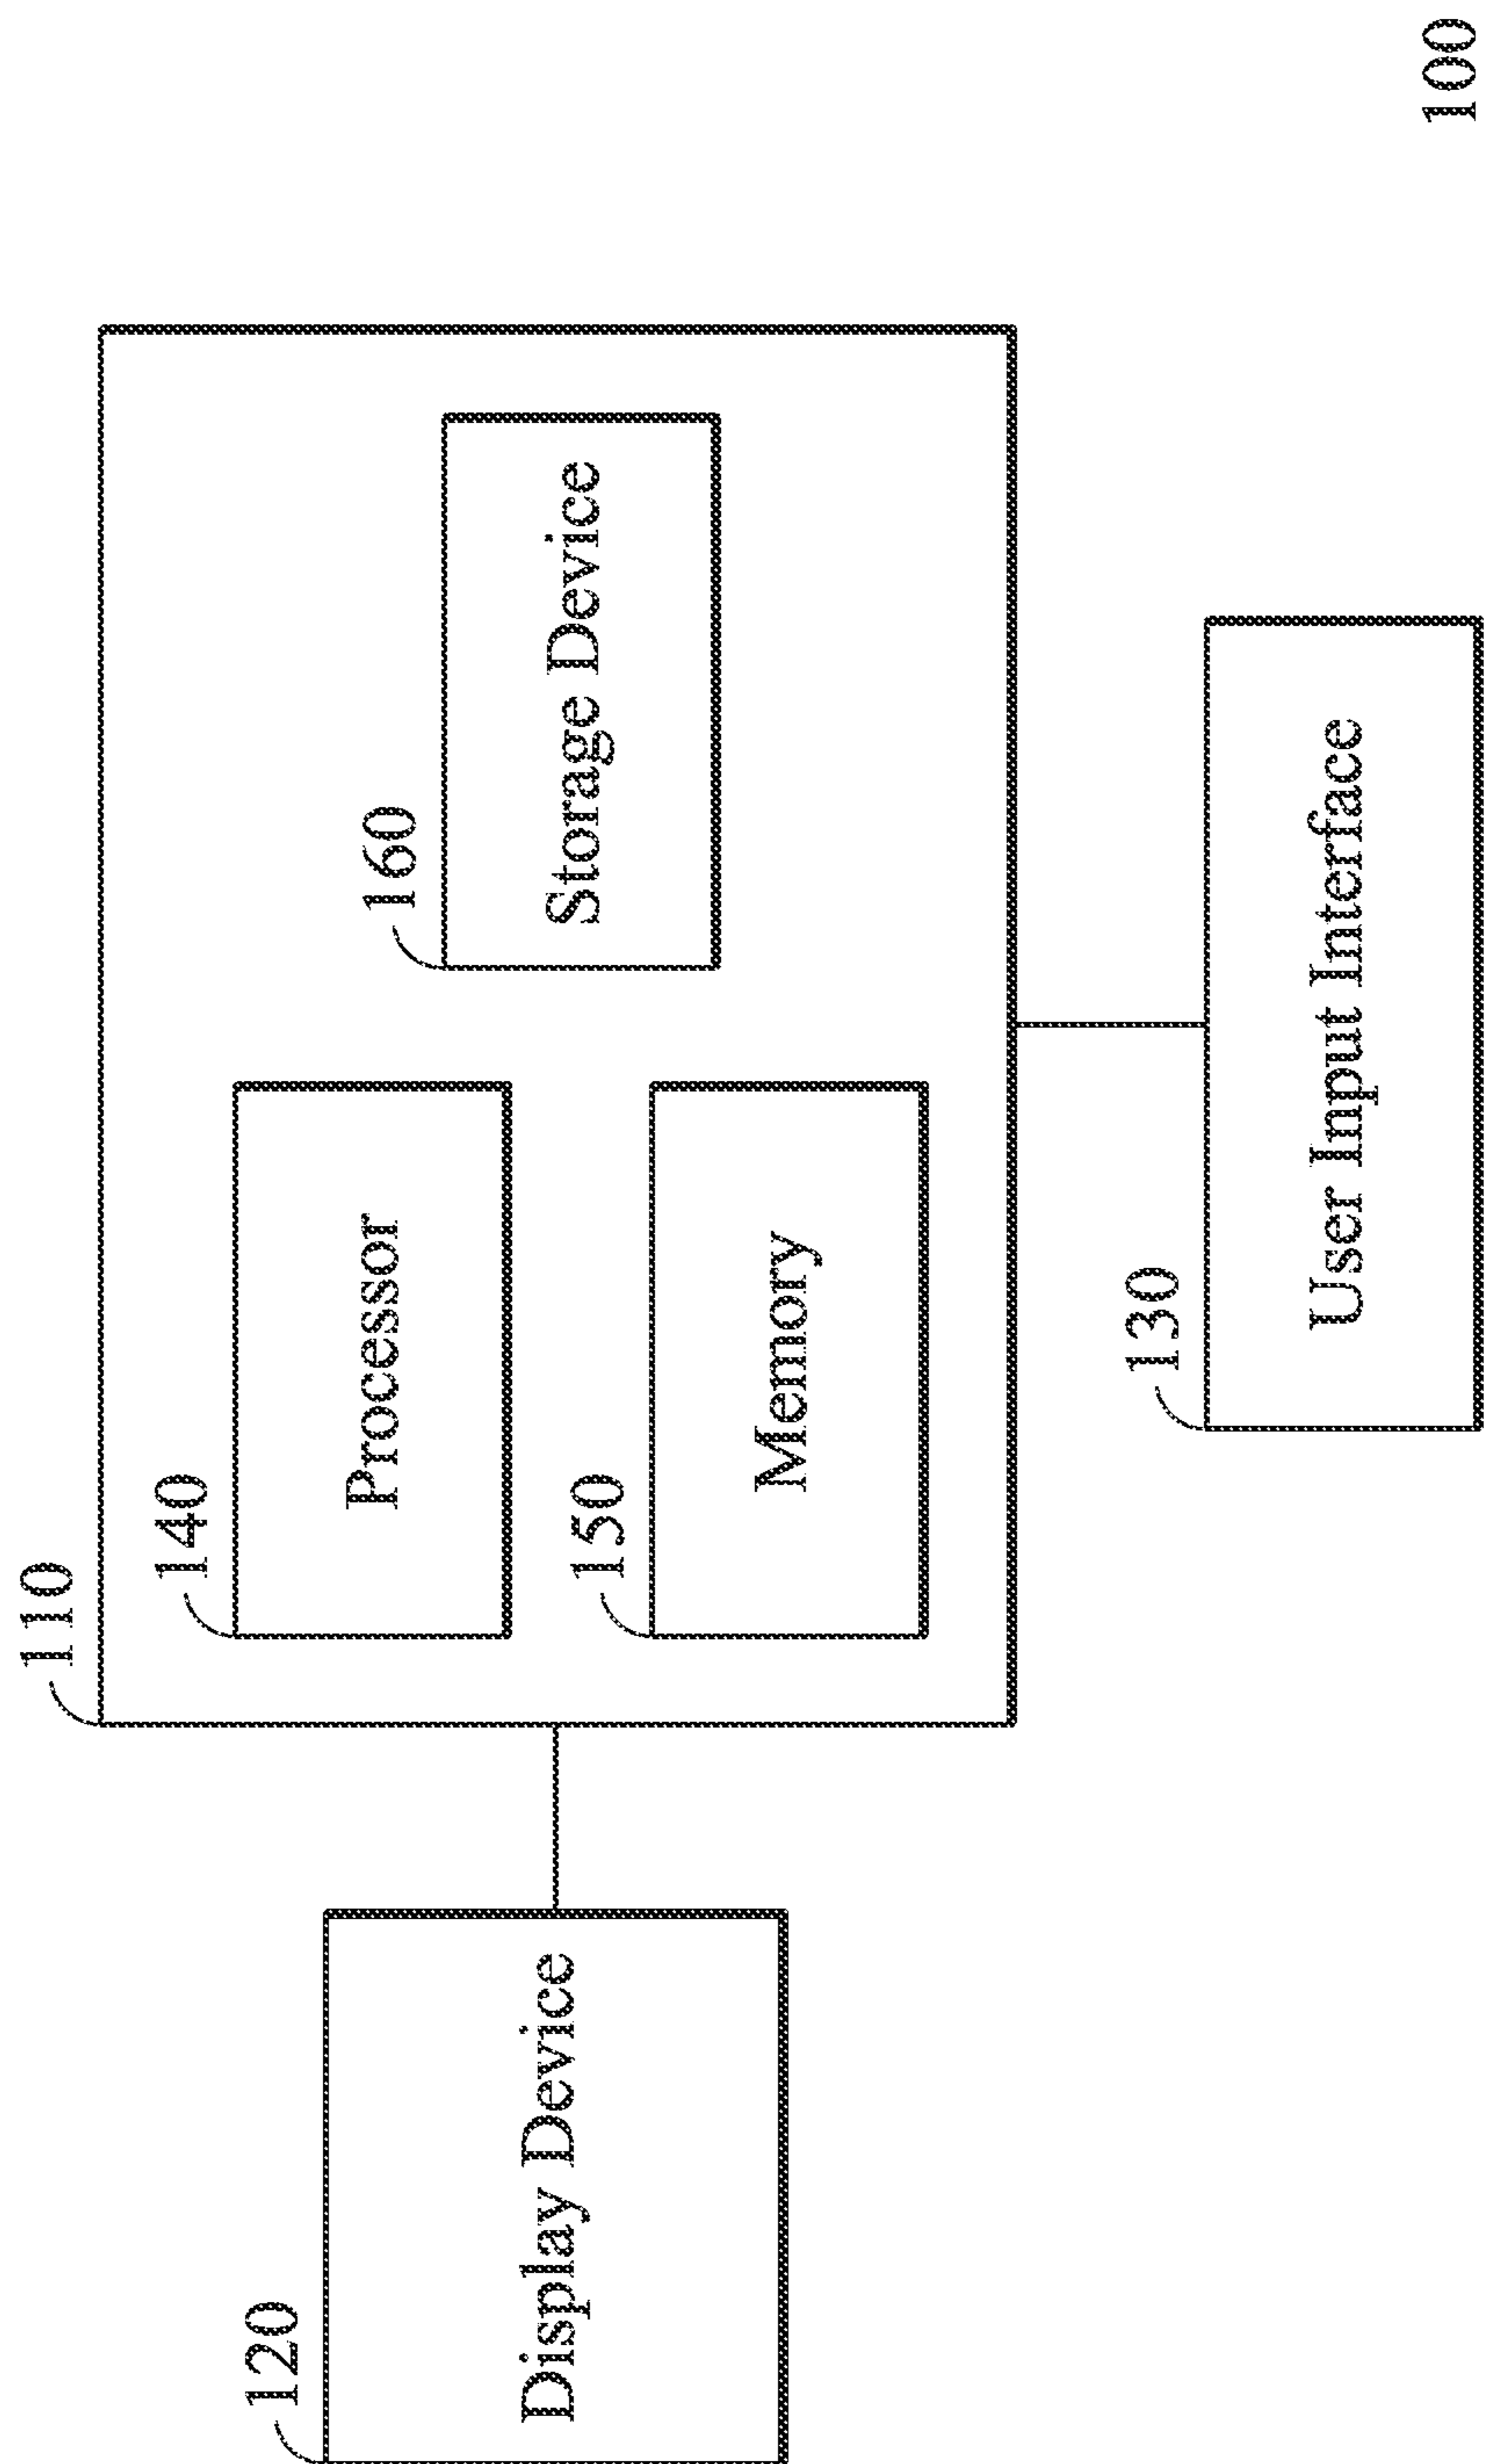 110
140
Processor
160
Storage Device
120
Display Device
150
Memory
130
User Input Interface
100